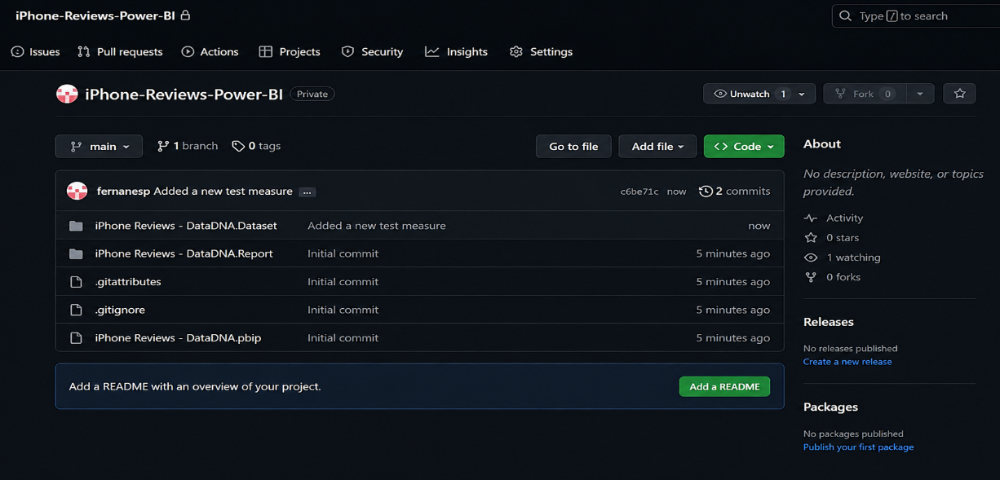 iPhone-Reviews-Power-BI
Type / to search
Issues Pull requests Actions Projects Security Insights Settings
iPhone-Reviews-Power-BI Private
Unwatch 1 Fork 0
main 1 branch 0 tags Go to file Add file <> Code
fernanesp Added a new test measure ... c6be71c now 2 commits
iPhone Reviews - DataDNA.Dataset Added a new test measure now
iPhone Reviews - DataDNA.Report Initial commit 5 minutes ago
.gitattributes Initial commit 5 minutes ago
.gitignore Initial commit 5 minutes ago
iPhone Reviews - DataDNA.pbip Initial commit 5 minutes ago
Add a README with an overview of your project. Add a README
About
No description, website, or topics
provided.
Activity
0 stars
1 watching
0 forks
Releases
No releases published
Create a new release
Packages
No packages published
Publish your first package